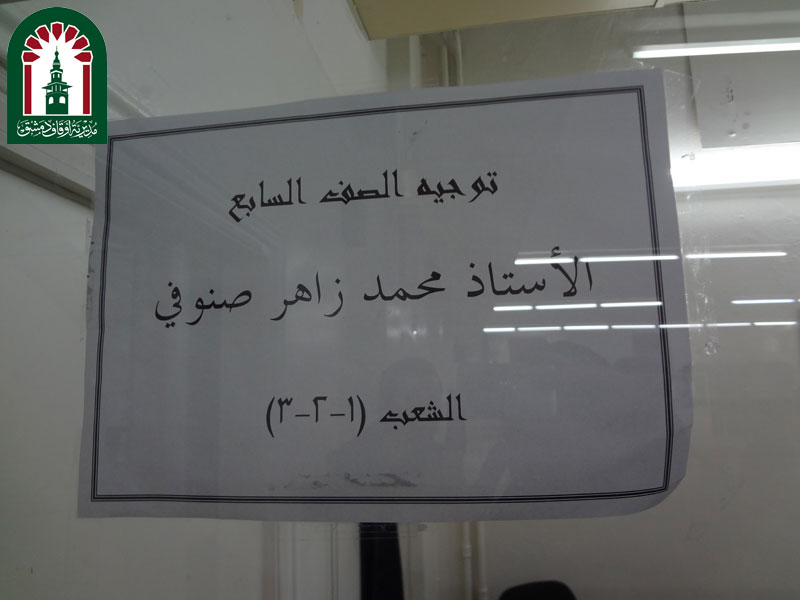 مديرية أوقاف دمشق
توجيه الصف السابع
الأستاذ محمد زاهر صنوفي
الشعب (١-٢-٣)